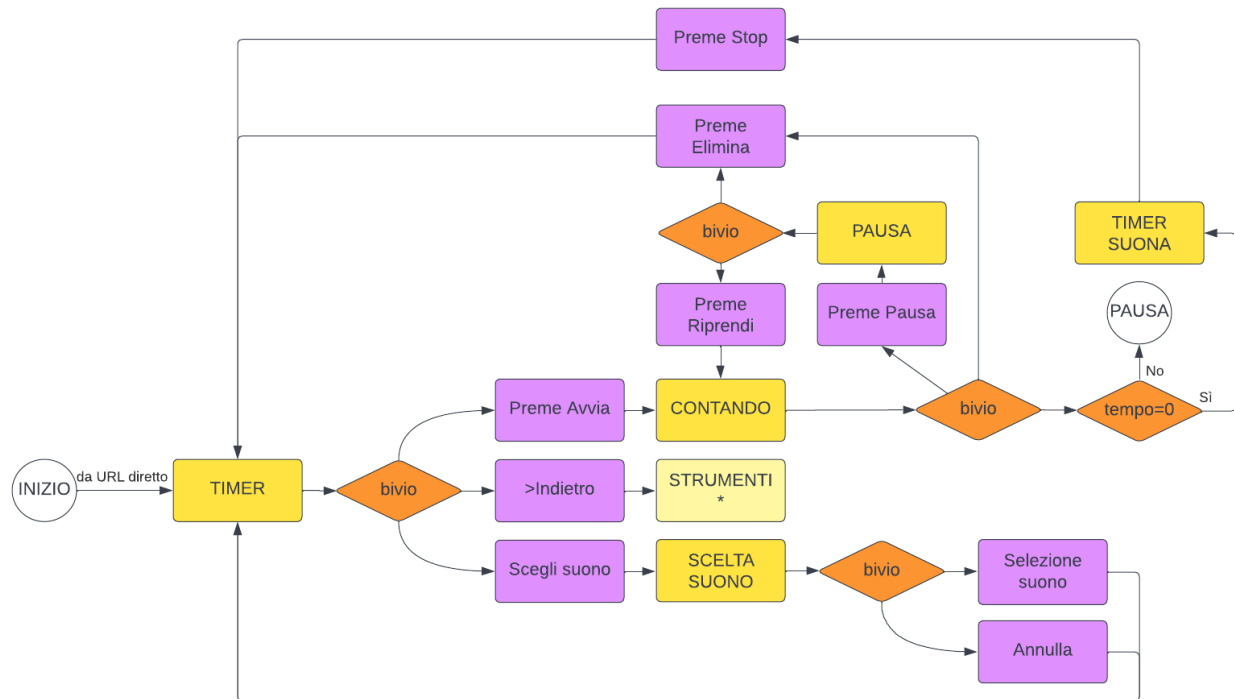 Preme Stop
Preme
Elimina
bivio
PAUSA
TIMER
SUONA
Preme
Riprendi
Preme Pausa
PAUSA
No
Preme Avvia
CONTANDO
bivio
tempo=0
Sì
INIZIO
da URL diretto
TIMER
bivio
>Indietro
STRUMENTI
*
Scegli suono
SCELTA
SUONO
bivio
Selezione
suono
Annulla